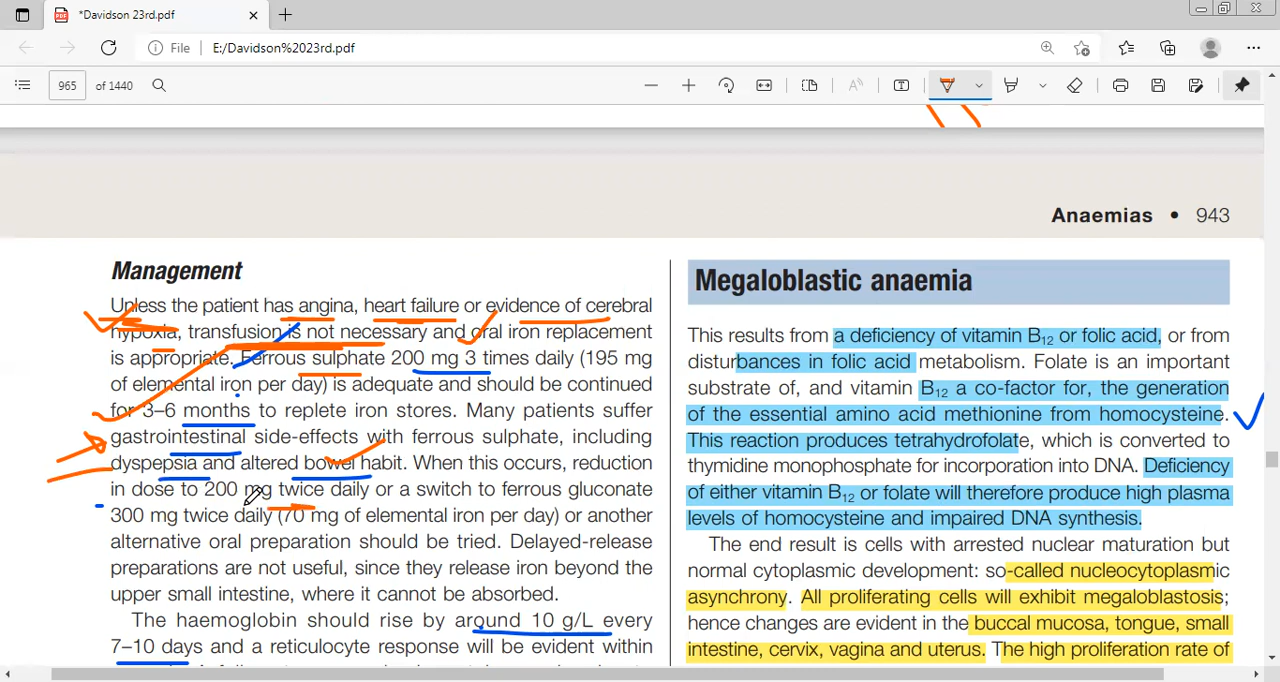 *Davidson 23rd.pdf
File E:/Davidson%2023rd.pdf
965 of 1440
Anaemias • 943
Management
Unless the patient has angina, heart failure or evidence of cerebral
hypoxia, transfusion is not necessary and oral iron replacement
is appropriate. Ferrous sulphate 200 mg 3 times daily (195 mg
of elemental iron per day) is adequate and should be continued
for 3–6 months to replete iron stores. Many patients suffer
gastrointestinal side-effects with ferrous sulphate, including
dyspepsia and altered bowel habit. When this occurs, reduction
in dose to 200 mg twice daily or a switch to ferrous gluconate
300 mg twice daily (70 mg of elemental iron per day) or another
alternative oral preparation should be tried. Delayed-release
preparations are not useful, since they release iron beyond the
upper small intestine, where it cannot be absorbed.
The haemoglobin should rise by around 10 g/L every
7–10 days and a reticulocyte response will be evident within
Megaloblastic anaemia
This results from a deficiency of vitamin B12 or folic acid, or from
disturbances in folic acid metabolism. Folate is an important
substrate of, and vitamin B12 a co-factor for, the generation
of the essential amino acid methionine from homocysteine.
This reaction produces tetrahydrofolate, which is converted to
thymidine monophosphate for incorporation into DNA. Deficiency
of either vitamin B12 or folate will therefore produce high plasma
levels of homocysteine and impaired DNA synthesis.
The end result is cells with arrested nuclear maturation but
normal cytoplasmic development: so-called nucleocytoplasmic
asynchrony. All proliferating cells will exhibit megaloblastosis;
hence changes are evident in the buccal mucosa, tongue, small
intestine, cervix, vagina and uterus. The high proliferation rate of